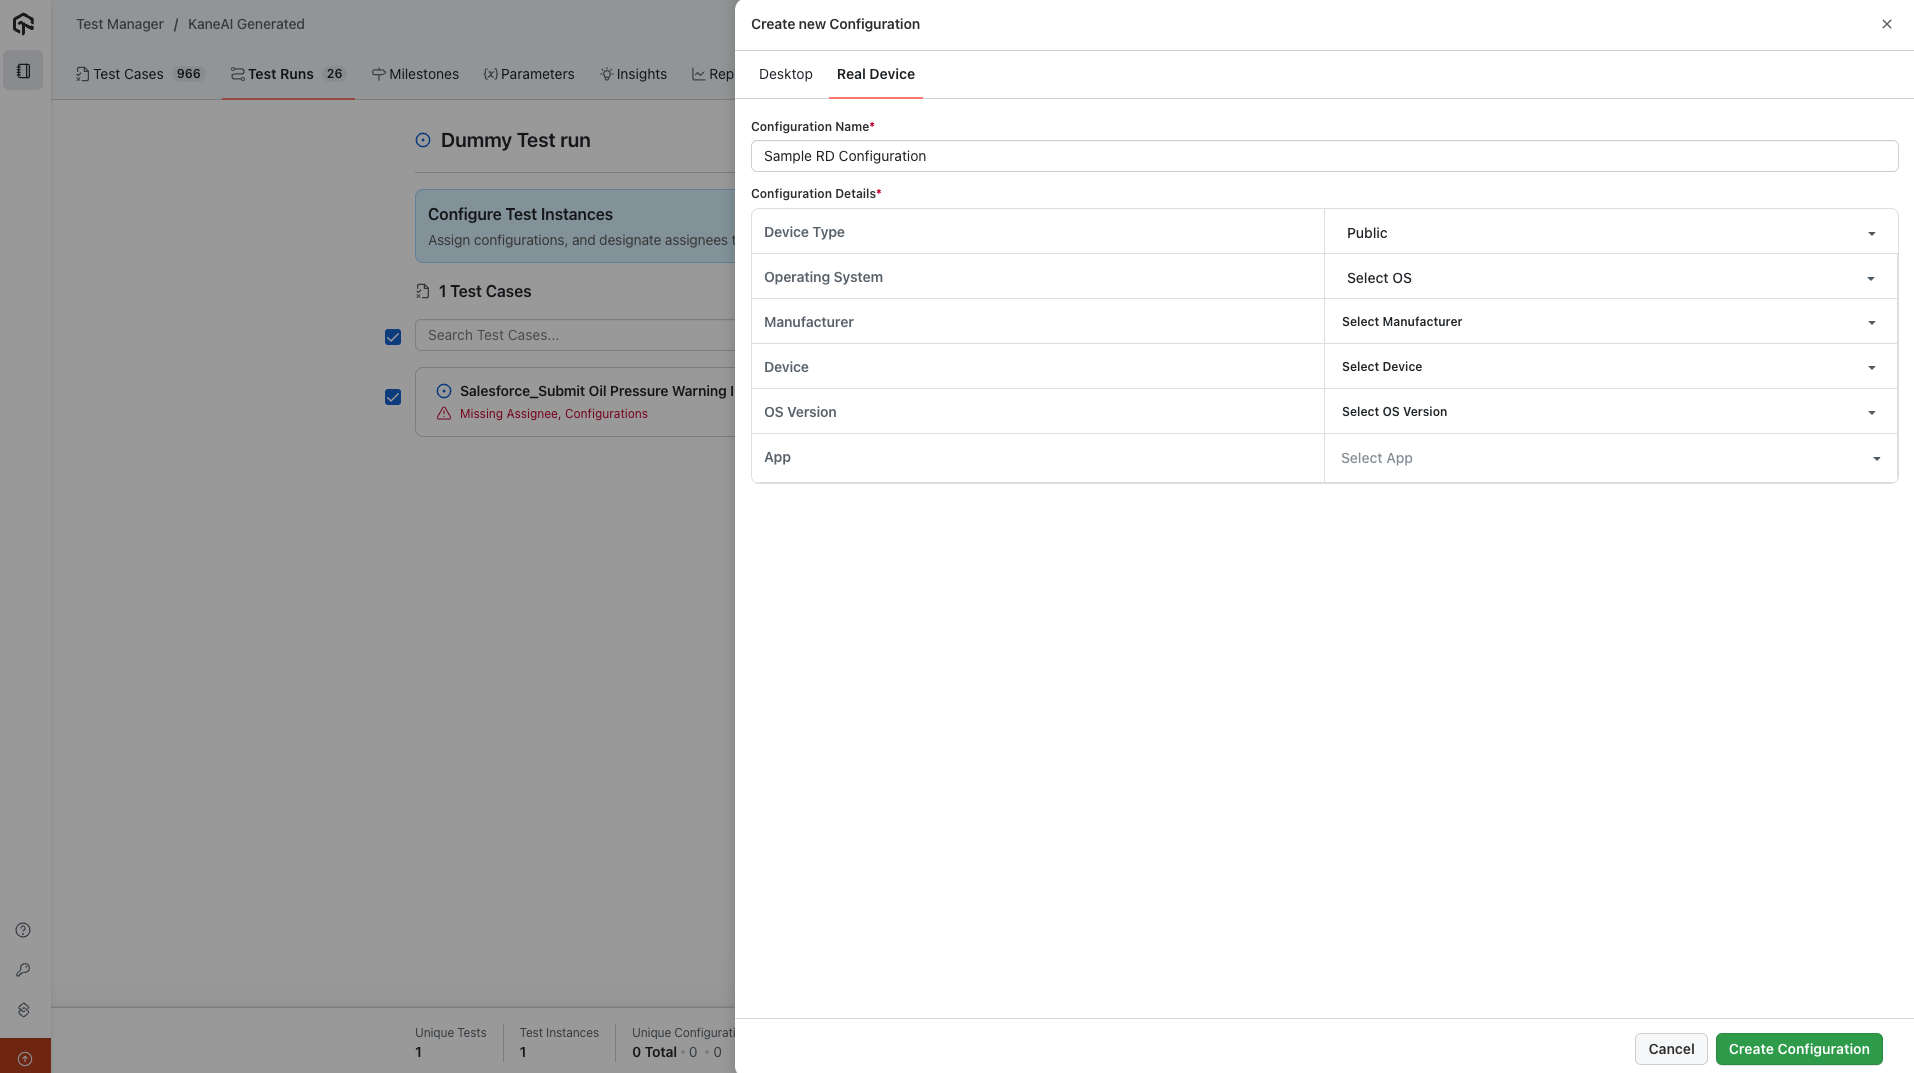 Test Manager / KaneAI Generated
Test Cases 966 Test Runs 26 Milestones {x} Parameters Insights Rep
Dummy Test run
Configure Test Instances
Assign configurations, and designate assignees t
1 Test Cases
Search Test Cases...
Salesforce_Submit Oil Pressure Warning I
Missing Assignee, Configurations
Unique Tests Test Instances Unique Configurati
1 1 0 Total • 0 • 0
Create new Configuration
Desktop Real Device
Configuration Name*
Sample RD Configuration
Configuration Details*
Device Type Public
Operating System Select OS
Manufacturer Select Manufacturer
Device Select Device
OS Version Select OS Version
App Select App
Cancel Create Configuration